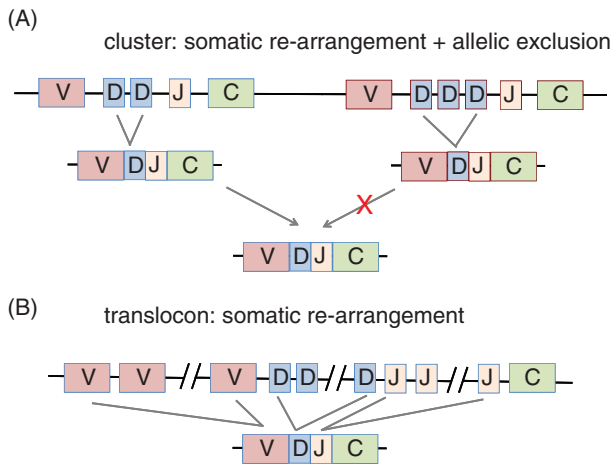 (A)
cluster: somatic re-arrangement + allelic exclusion
V D D J C V D D D J C
V D J C V D J C
X
V D J C
(B)
translocon: somatic re-arrangement
V V // V D D // D J J // J C
V D J C